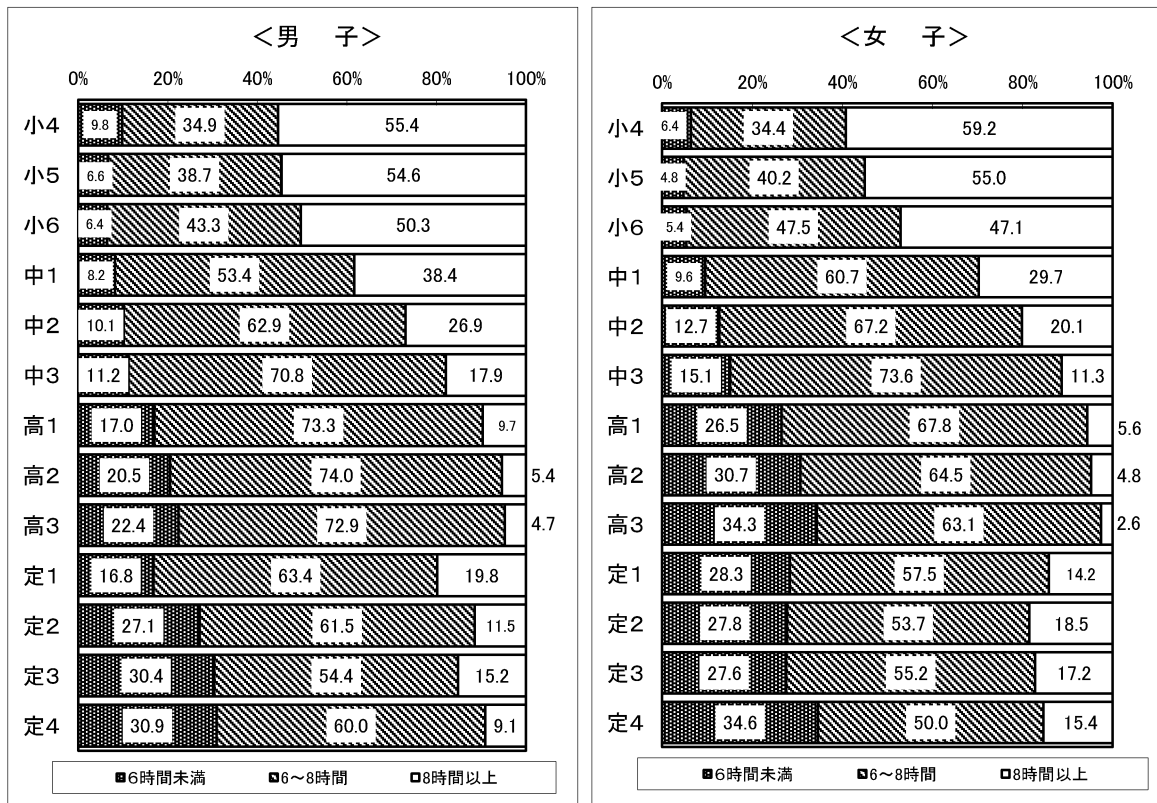 ＜男　子＞
0% 20% 40% 60% 80% 100%
小4 9.8 34.9 55.4
小5 6.6 38.7 54.6
小6 6.4 43.3 50.3
中1 8.2 53.4 38.4
中2 10.1 62.9 26.9
中3 11.2 70.8 17.9
高1 17.0 73.3 9.7
高2 20.5 74.0 5.4
高3 22.4 72.9 4.7
定1 16.8 63.4 19.8
定2 27.1 61.5 11.5
定3 30.4 54.4 15.2
定4 30.9 60.0 9.1
6時間未満 6～8時間 8時間以上
＜女　子＞
0% 20% 40% 60% 80% 100%
小4 6.4 34.4 59.2
小5 4.8 40.2 55.0
小6 5.4 47.5 47.1
中1 9.6 60.7 29.7
中2 12.7 67.2 20.1
中3 15.1 73.6 11.3
高1 26.5 67.8 5.6
高2 30.7 64.5 4.8
高3 34.3 63.1 2.6
定1 28.3 57.5 14.2
定2 27.8 53.7 18.5
定3 27.6 55.2 17.2
定4 34.6 50.0 15.4
6時間未満 6～8時間 8時間以上